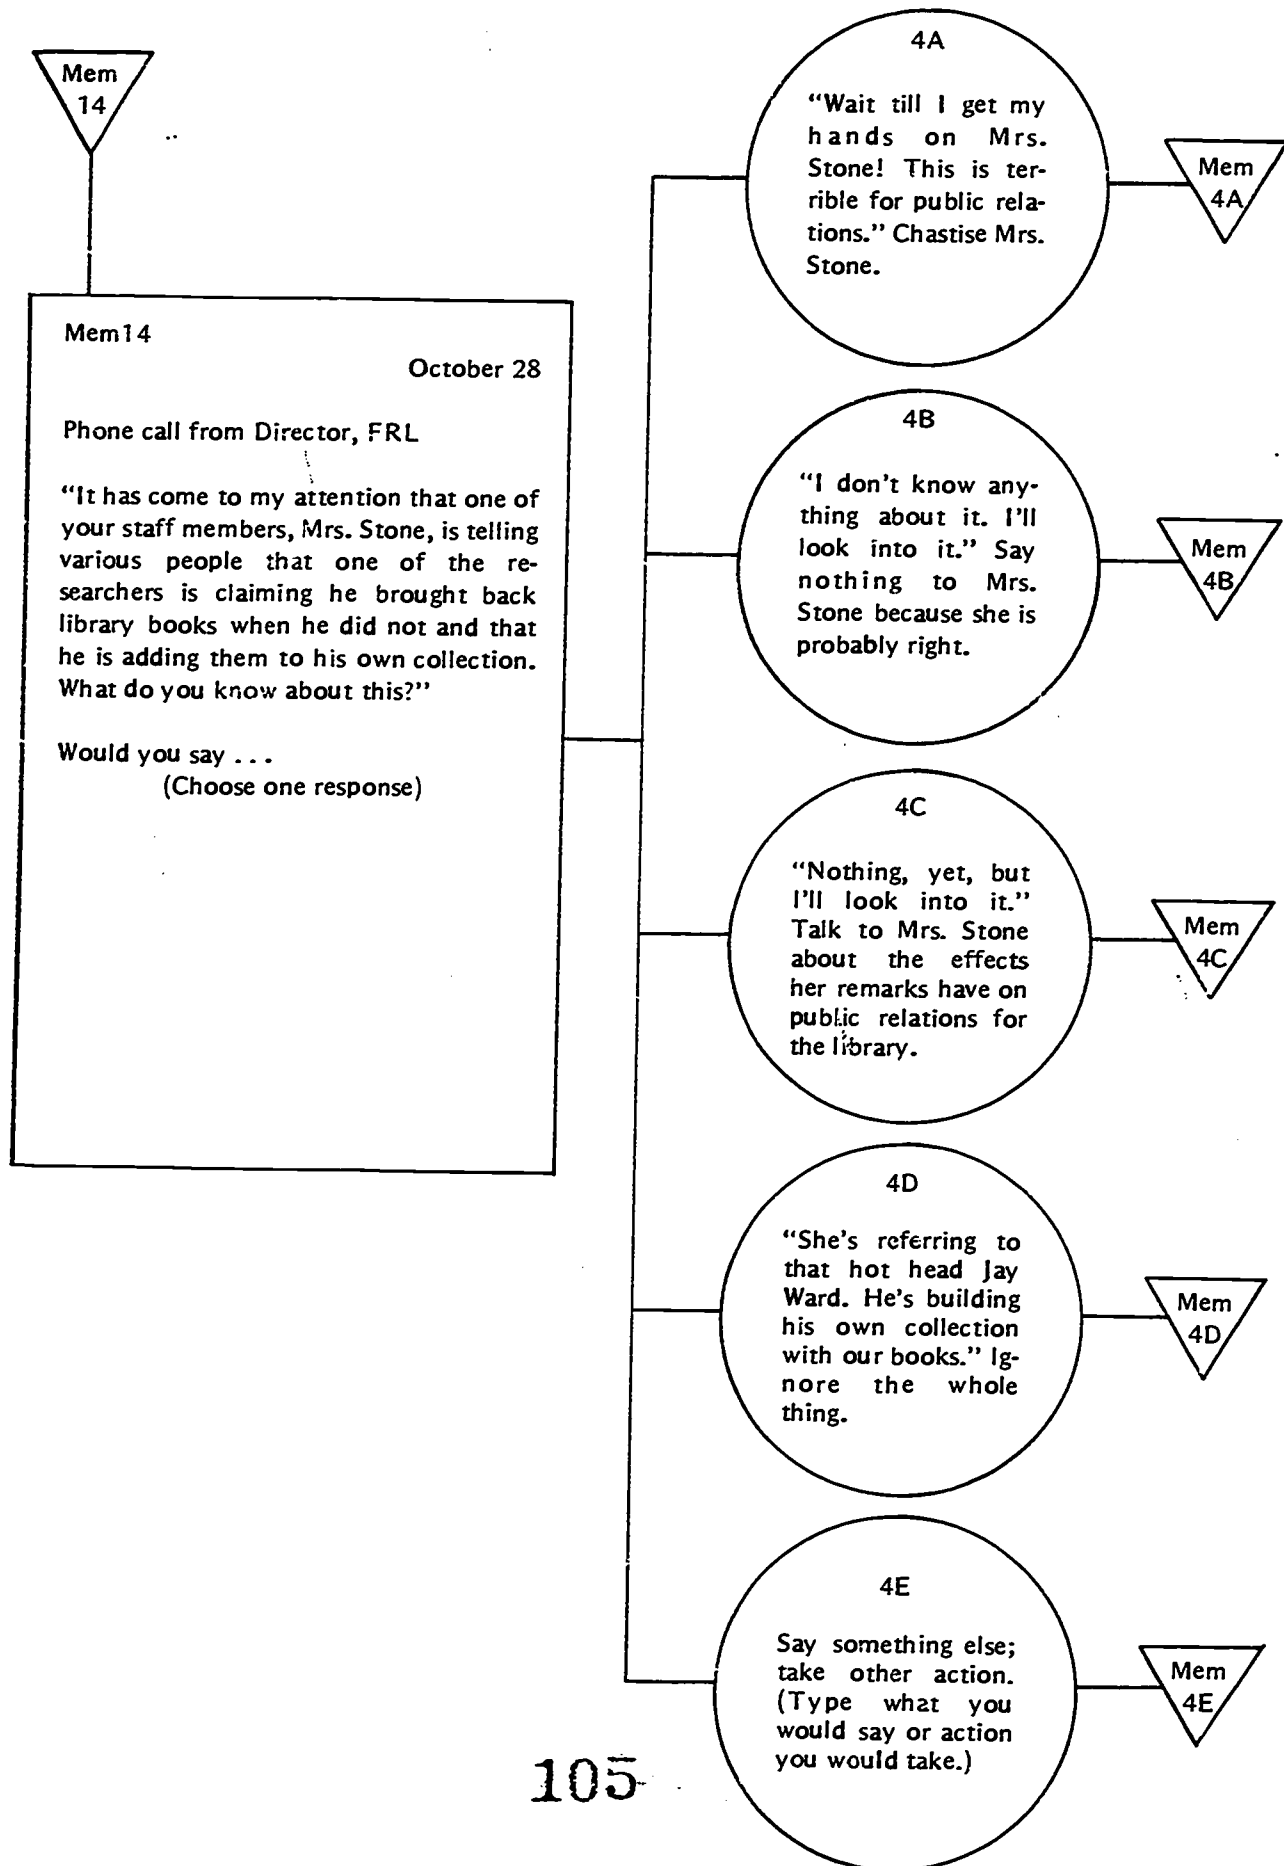 Mem
14
Mem14
October 28
Phone call from Director, FRL
“It has come to my attention that one of
your staff members, Mrs. Stone, is telling
various people that one of the re-
searchers is claiming he brought back
library books when he did not and that
he is adding them to his own collection.
What do you know about this?”
Would you say ...
(Choose one response)
4A
“Wait till I get my
hands on Mrs.
Stone! This is ter-
rible for public rela-
tions.” Chastise Mrs.
Stone.
Mem
4A
4B
“I don't know any-
thing about it. I'll
look into it.” Say
nothing to Mrs.
Stone because she is
probably right.
Mem
4B
4C
“Nothing, yet, but
I'll look into it.”
Talk to Mrs. Stone
about the effects
her remarks have on
public relations for
the library.
Mem
4C
4D
“She's referring to
that hot head Jay
Ward. He's building
his own collection
with our books.” Ig-
nore the whole
thing.
Mem
4D
4E
Say something else;
take other action.
(Type what you
would say or action
you would take.)
Mem
4E
105